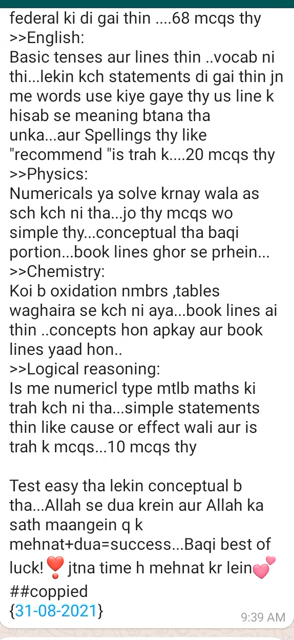 federal ki di gai thin ....68 mcqs thy
>>English:
Basic tenses aur lines thin ..vocab ni
thi...lekin kch statements di gai thin jn
me words use kiye gaye thy us line k
hisab se meaning btana tha
unka...aur Spellings thy like
"recommend "is trah k....20 mcqs thy
>>Physics:
Numericals ya solve krnay wala as
sch kch ni tha...jo thy mcqs wo
simple thy...conceptual tha baqi
portion...book lines ghor se prhein...
>>Chemistry:
Koi b oxidation nmbrs ,tables
waghaira se kch ni aya...book lines ai
thin ..concepts hon apkay aur book
lines yaad hon..
>>Logical reasoning:
Is me numericl type mtlb maths ki
trah kch ni tha...simple statements
thin like cause or effect wali aur is
trah k mcqs...10 mcqs thy
Test easy tha lekin conceptual b
tha...Allah se dua krein aur Allah ka
sath maangein q k
mehnat+dua=success...Baqi best of
luck!❣️jtna time h mehnat kr lein💕
##coppied
{31-08-2021}
9:39 AM